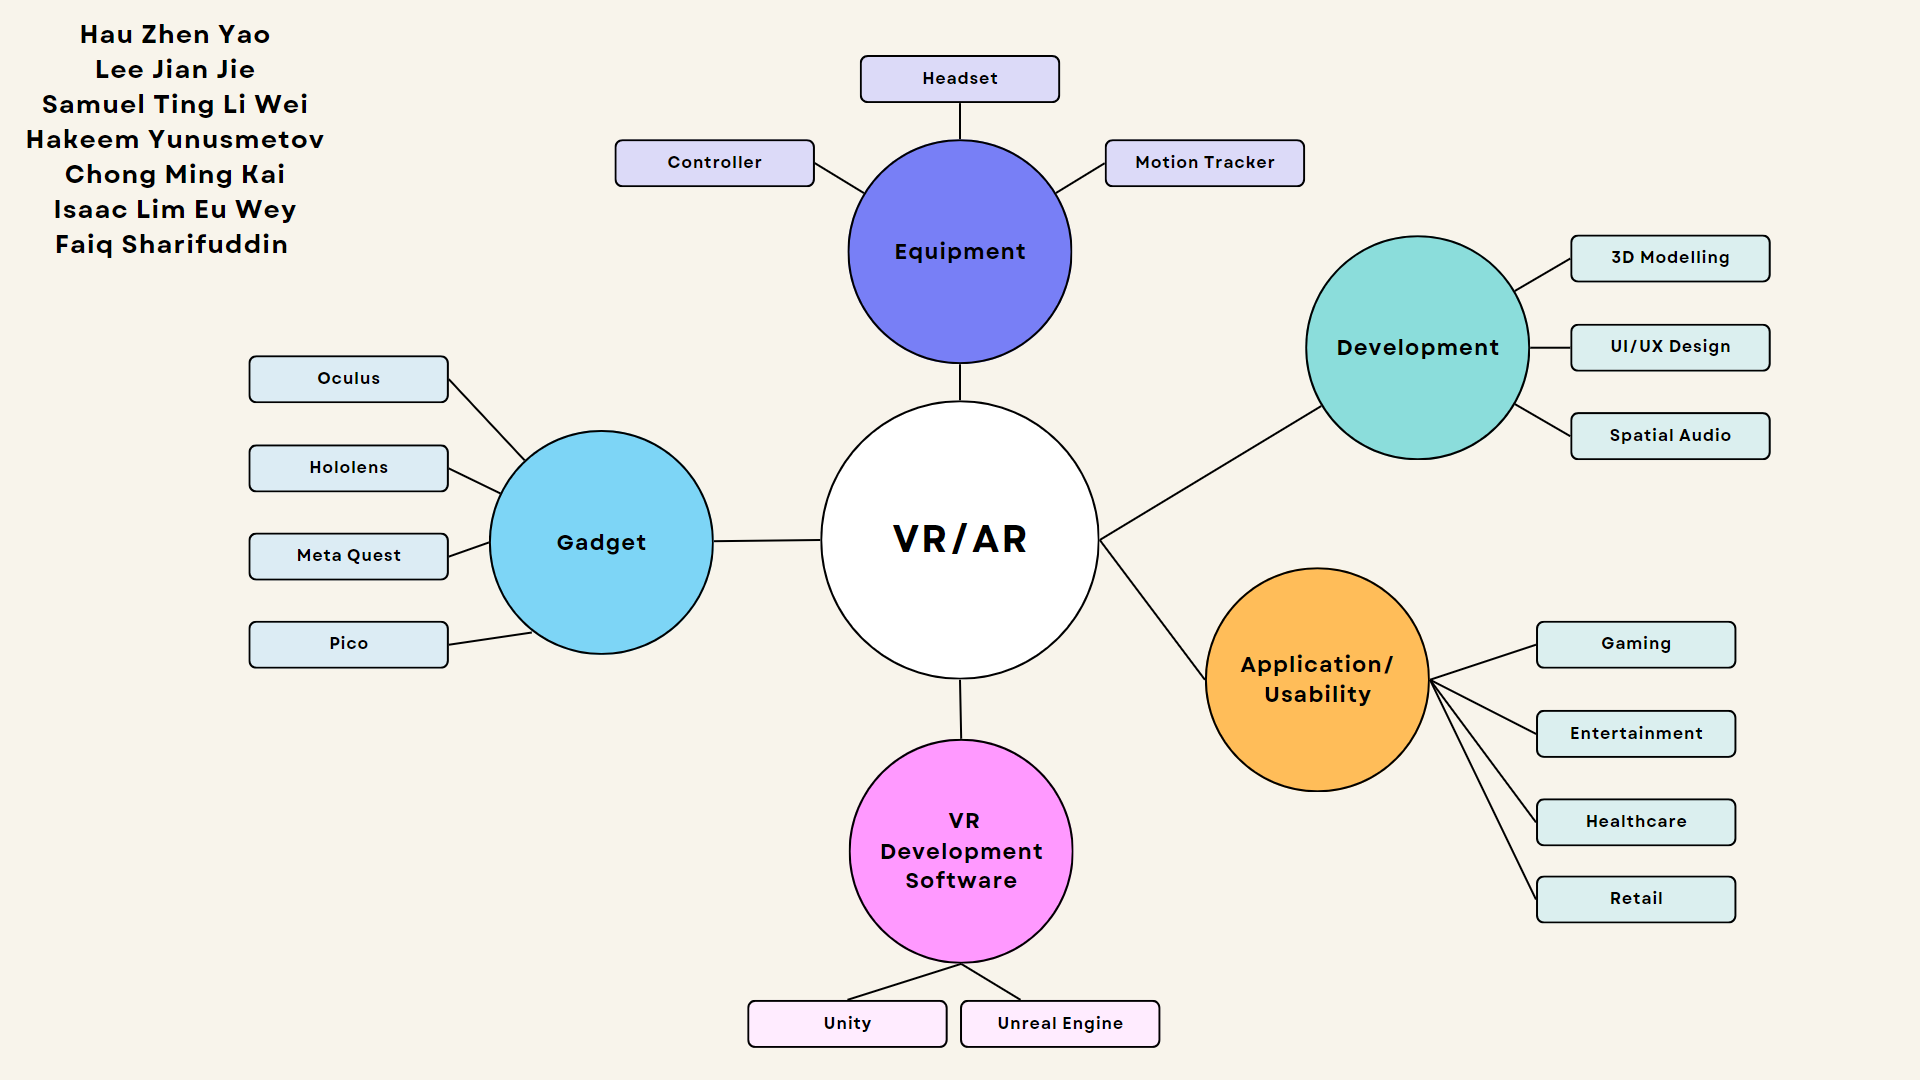 Hau Zhen Yao
Lee Jian Jie
Samuel Ting Li Wei
Hakeem Yunusmetov
Chong Ming Kai
Isaac Lim Eu Wey
Faiq Sharifuddin
Headset
Controller
Motion Tracker
Equipment
Development
3D Modelling
UI/UX Design
Spatial Audio
Oculus
Hololens
Meta Quest
Pico
Gadget
VR/AR
Application/
Usability
Gaming
Entertainment
Healthcare
Retail
VR
Development
Software
Unity
Unreal Engine